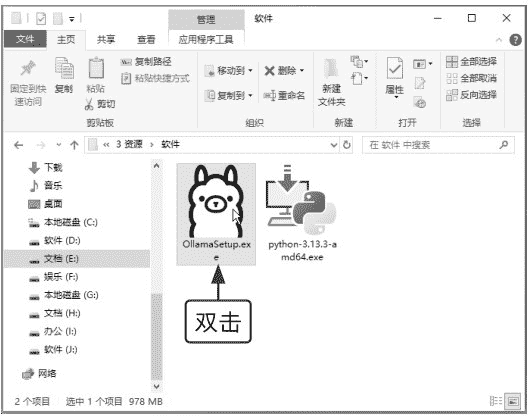 管理
软件
文件
主页
共享
查看
应用程序工具
固定到快
速访问
复制
粘贴
复制路径
粘贴快捷方式
剪切
剪贴板
移动到
复制到
删除
重命名
组织
新建
文件夹
新建
属性
打开
全部选择
全部取消
反向选择
选择
« 3 资源 › 软件
在 软件 中搜索
下载
音乐
桌面
本地磁盘 (C:)
软件 (D:)
文档 (E:)
娱乐 (F:)
本地磁盘 (G:)
文档 (H:)
办公 (I:)
软件 (J:)
网络
OllamaSetup.ex
e
python-3.13.3-a
md64.exe
双击
2 个项目
选中 1 个项目 978 MB